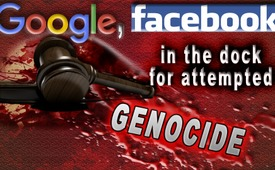 Google, facebook
in the dock
for attempted
GENOCIDE